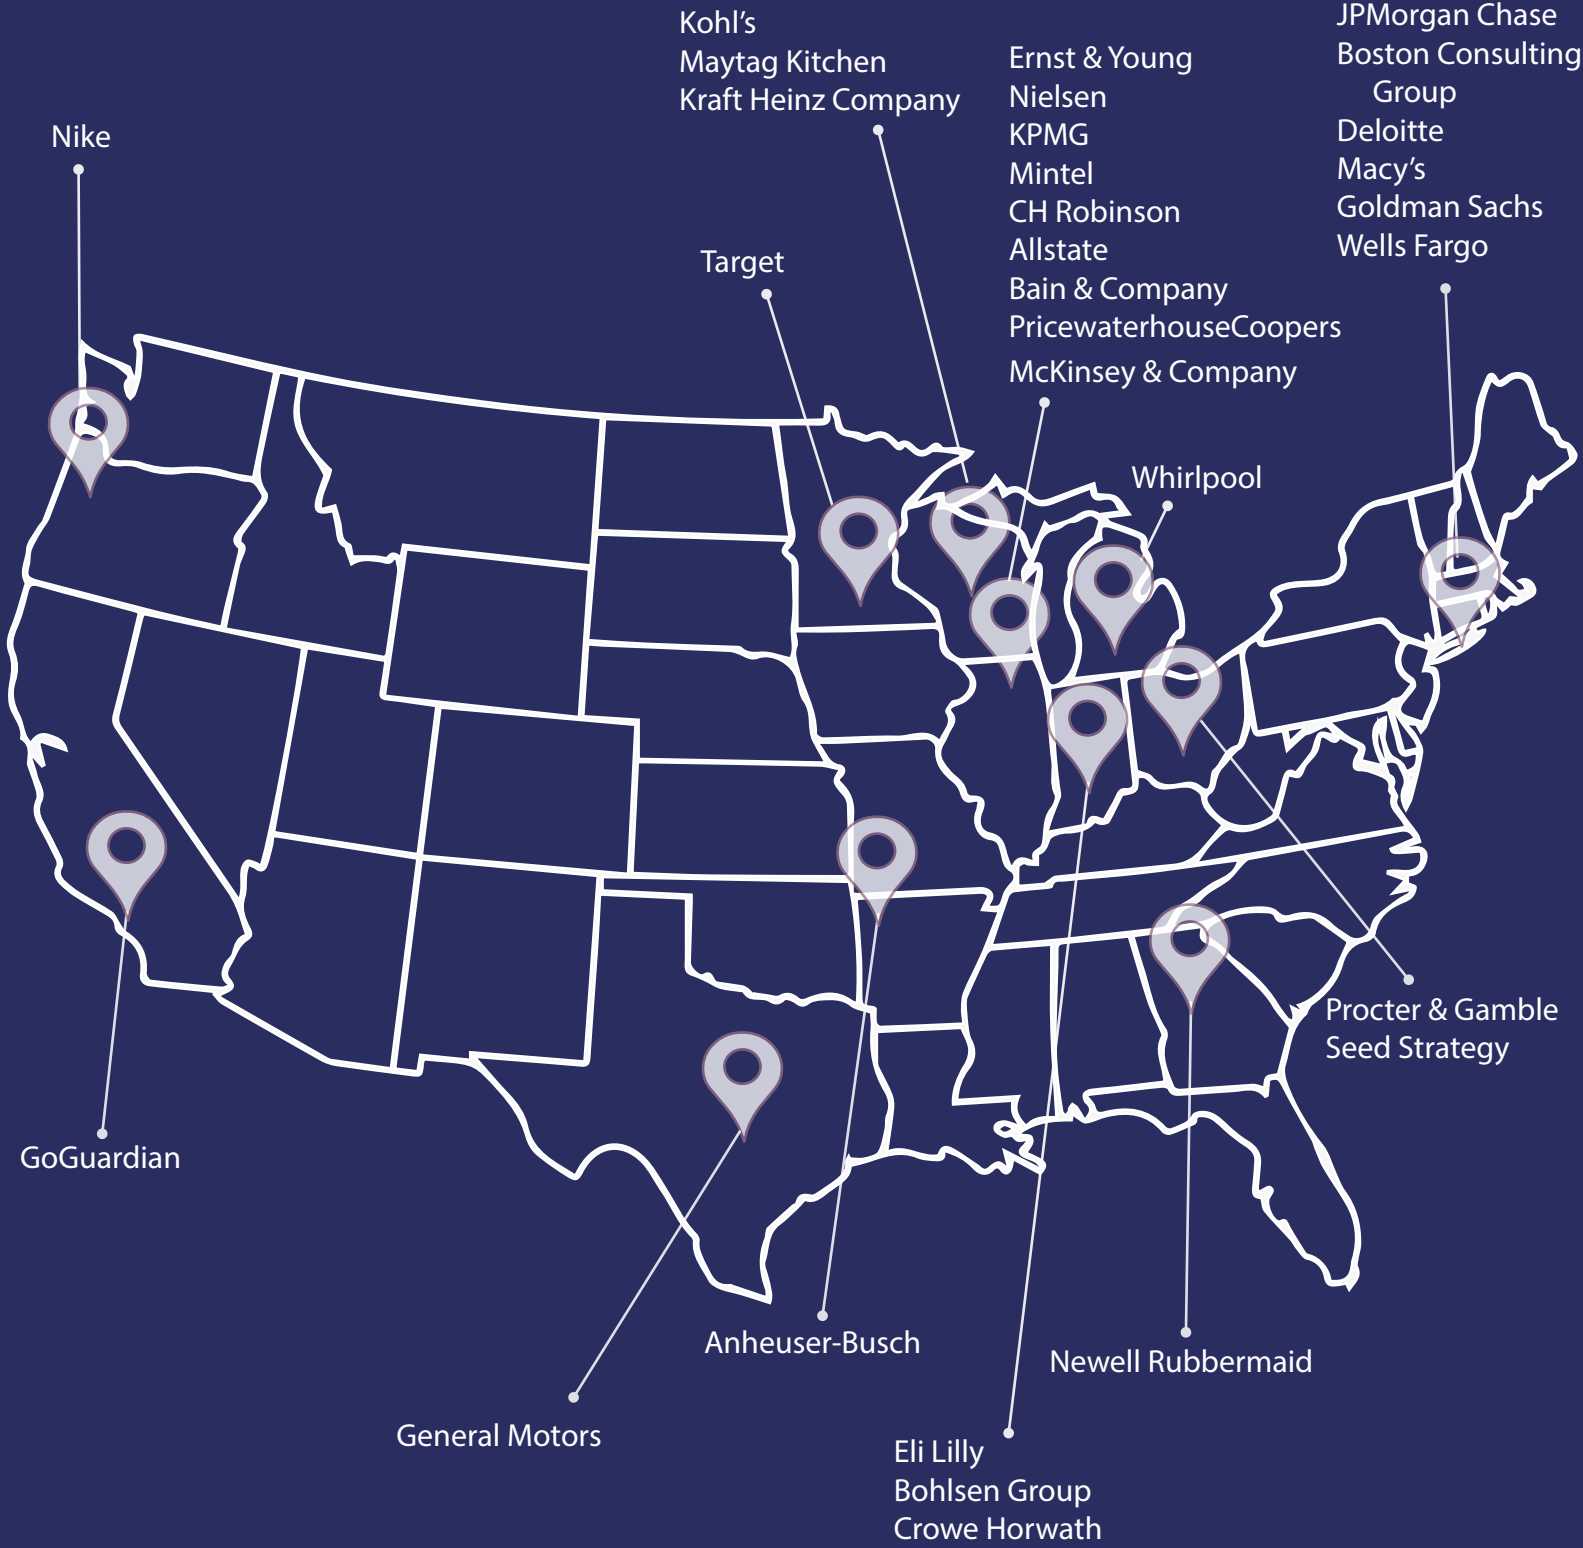 Kohl’s
Maytag Kitchen
Kraft Heinz Company
Ernst & Young
Nielsen
KPMG
Mintel
CH Robinson
Allstate
Bain & Company
PricewaterhouseCoopers
McKinsey & Company
JPMorgan Chase
Boston Consulting
Group
Deloitte
Macy’s
Goldman Sachs
Wells Fargo
Nike
Target
Whirlpool
Procter & Gamble
Seed Strategy
GoGuardian
Anheuser-Busch
Newell Rubbermaid
General Motors
Eli Lilly
Bohlsen Group
Crowe Horwath